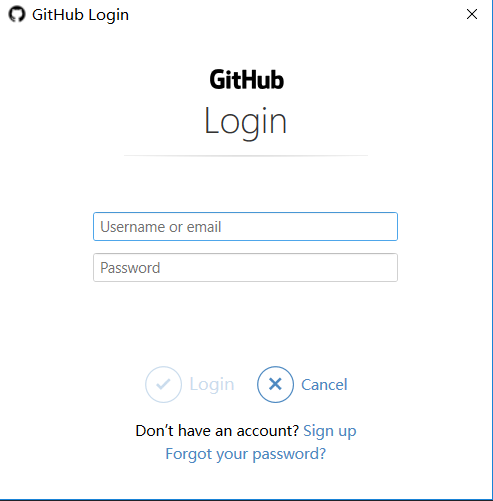 GitHub Login
GitHub
Login
Username or email
Password
Login Cancel
Don't have an account? Sign up
Forgot your password?